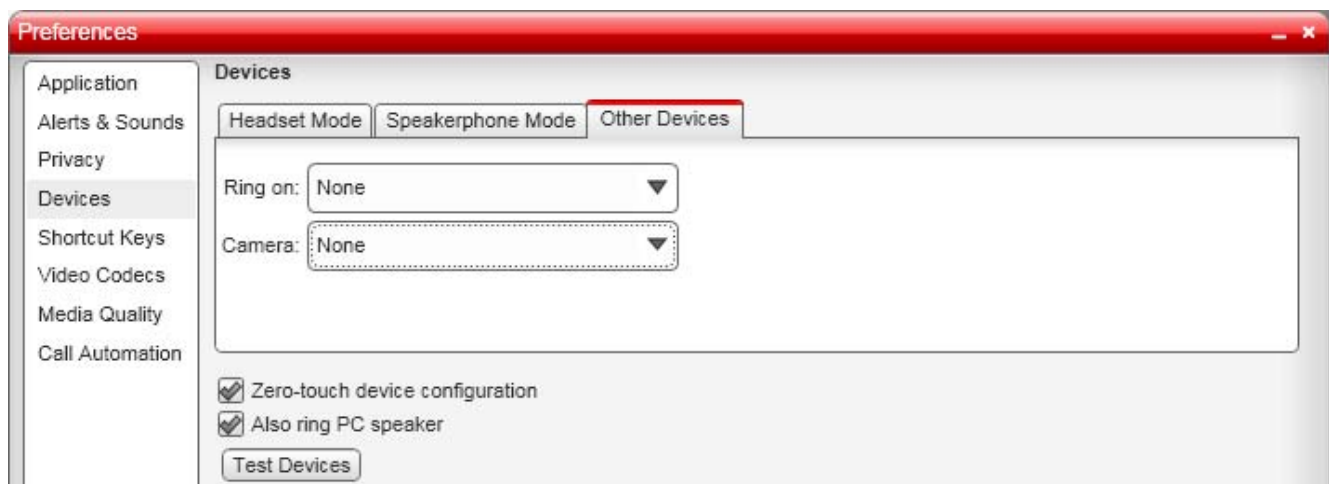 Preferences
Application
Alerts & Sounds
Privacy
Devices
Shortcut Keys
Video Codecs
Media Quality
Call Automation
Devices
Headset Mode Speakerphone Mode Other Devices
Ring on: None
Camera: None
Zero-touch device configuration
Also ring PC speaker
Test Devices